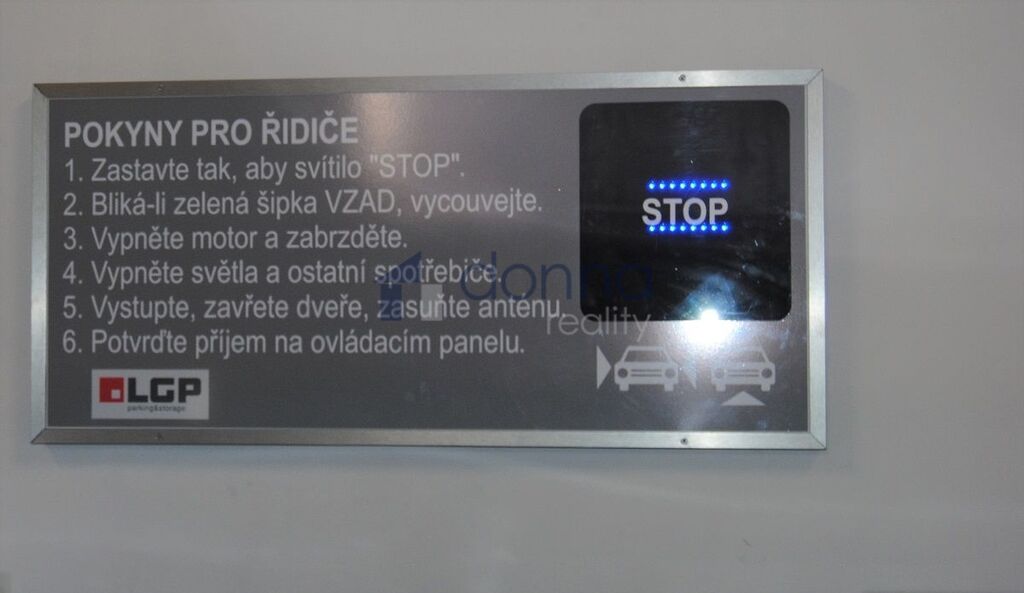 POKYNY PRO ŘIDIČE
1. Zastavte tak, aby svítilo "STOP".
2. Bliká-li zelená šipka VZAD, vycouvejte.
3. Vypněte motor a zabrzděte.
4. Vypněte světla a ostatní spotřebiče.
5. Vystupte, zavřete dveře, zasuňte anténu.
6. Potvrďte příjem na ovládacím panelu.
LGP
parking&storage
STOP
donna
reality